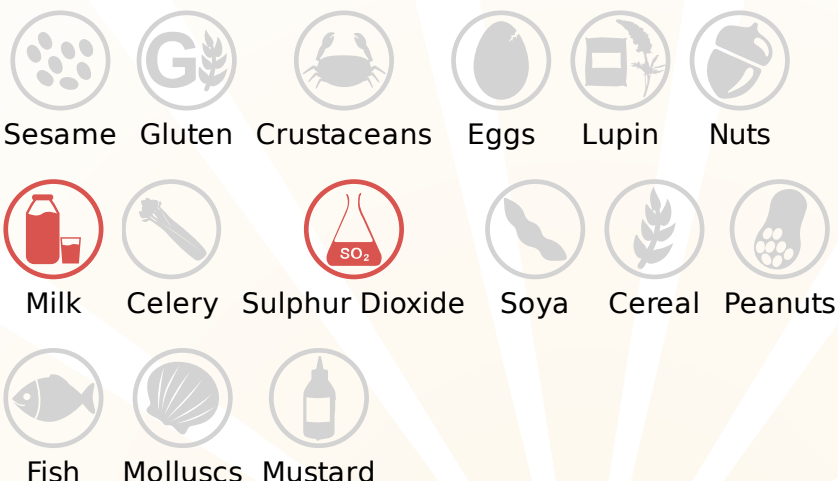 G
Sesame Gluten Crustaceans Eggs Lupin Nuts
SO₂
Milk Celery Sulphur Dioxide Soya Cereal Peanuts
Fish Molluscs Mustard